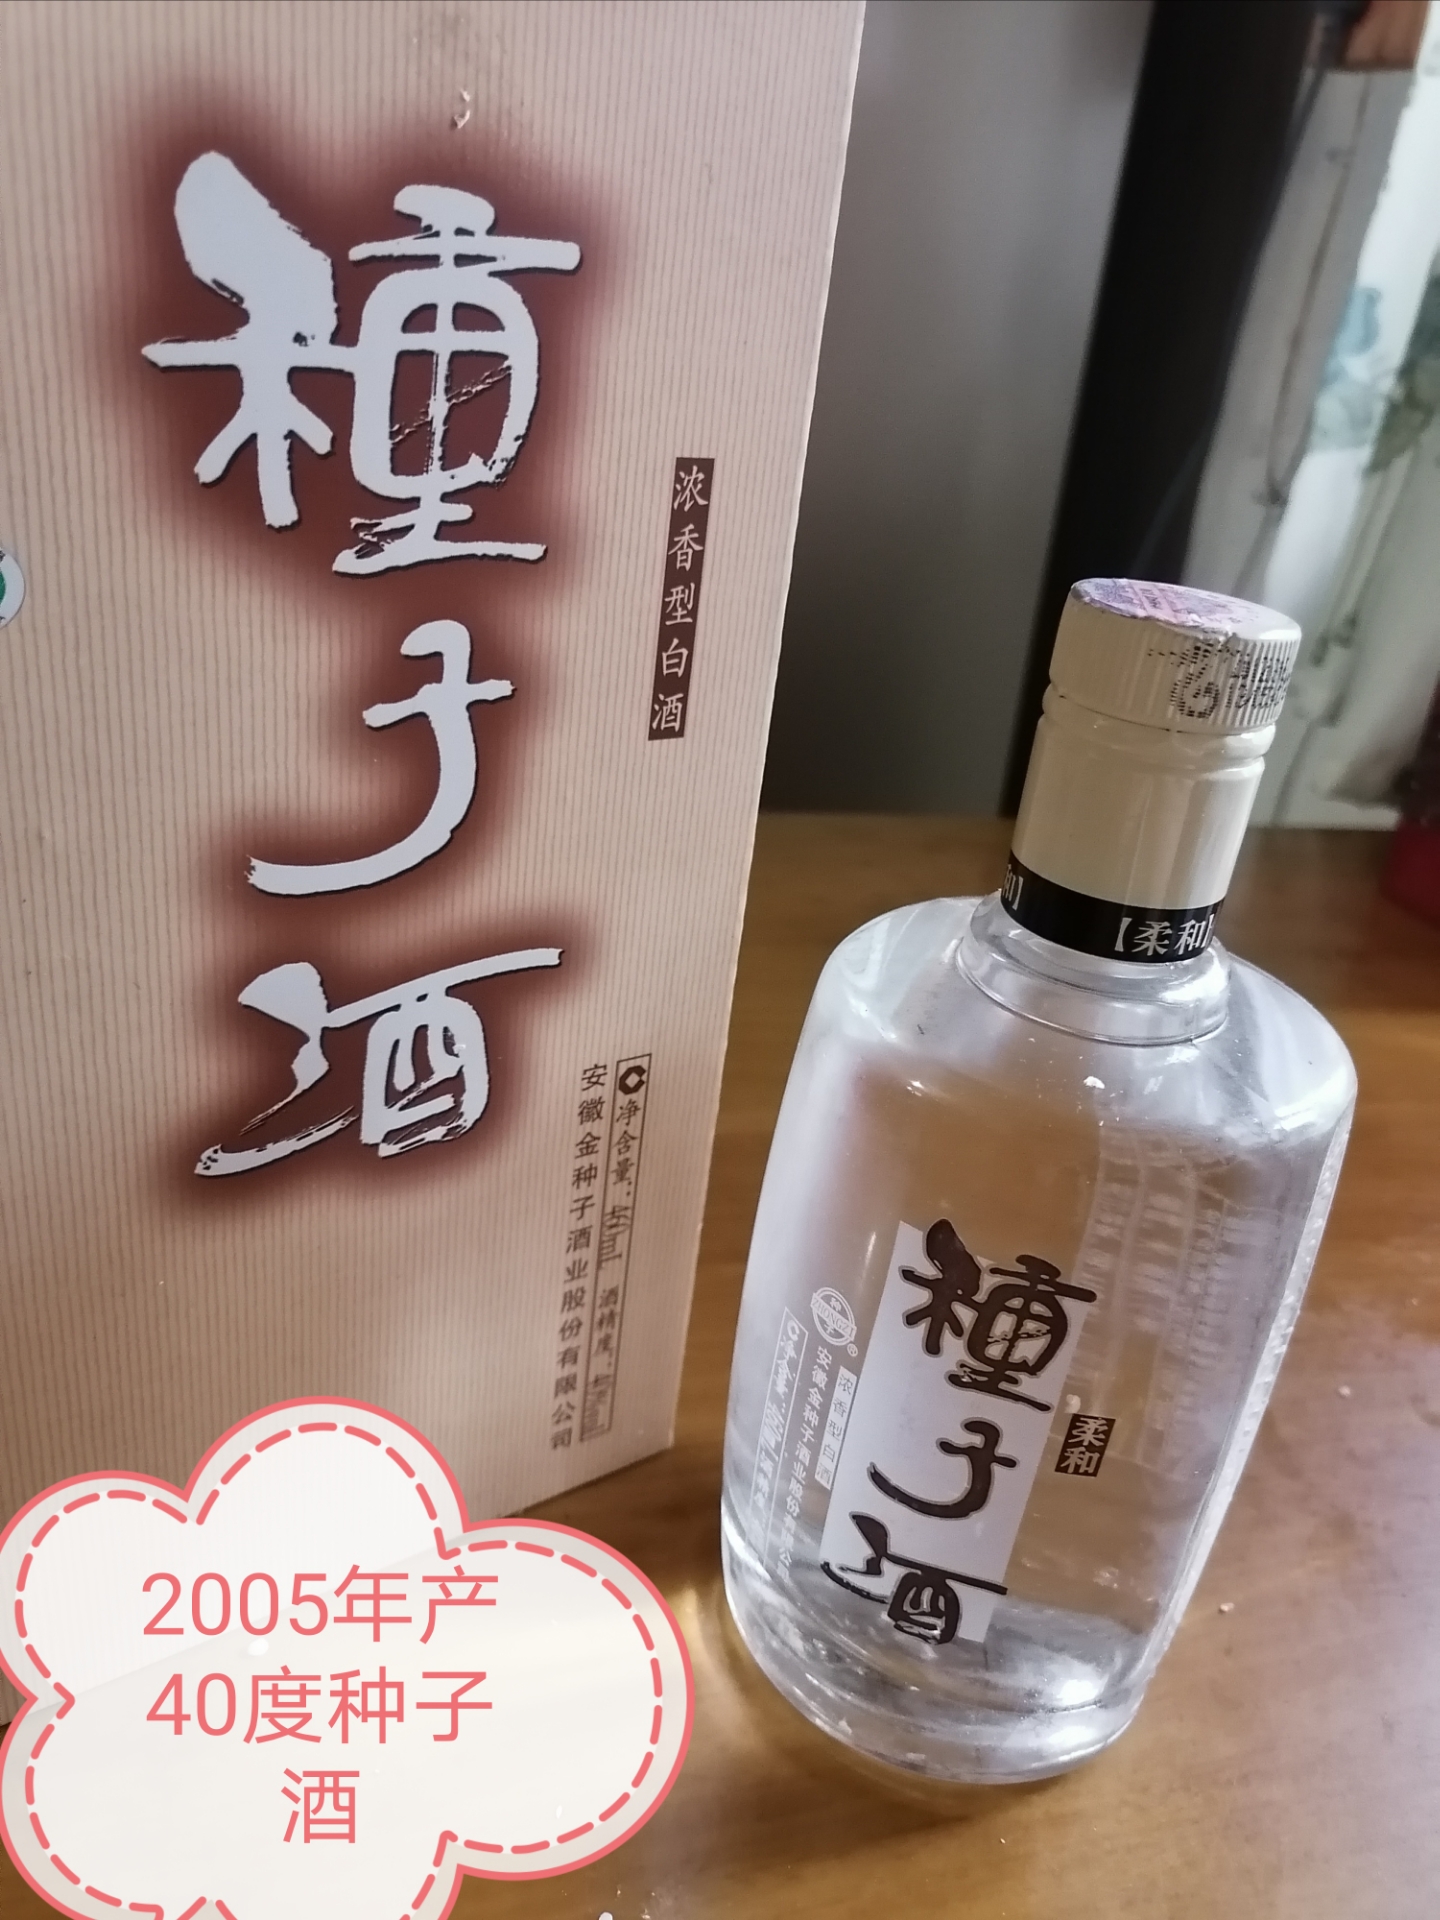 種子酒
浓香型白酒
净含量：460mL 酒精度：
安徽金种子酒业股份有限公司
【柔和】
種子酒
柔和
浓香型白酒
安徽金种子酒业股份有限公司
2005年产
40度种子
酒